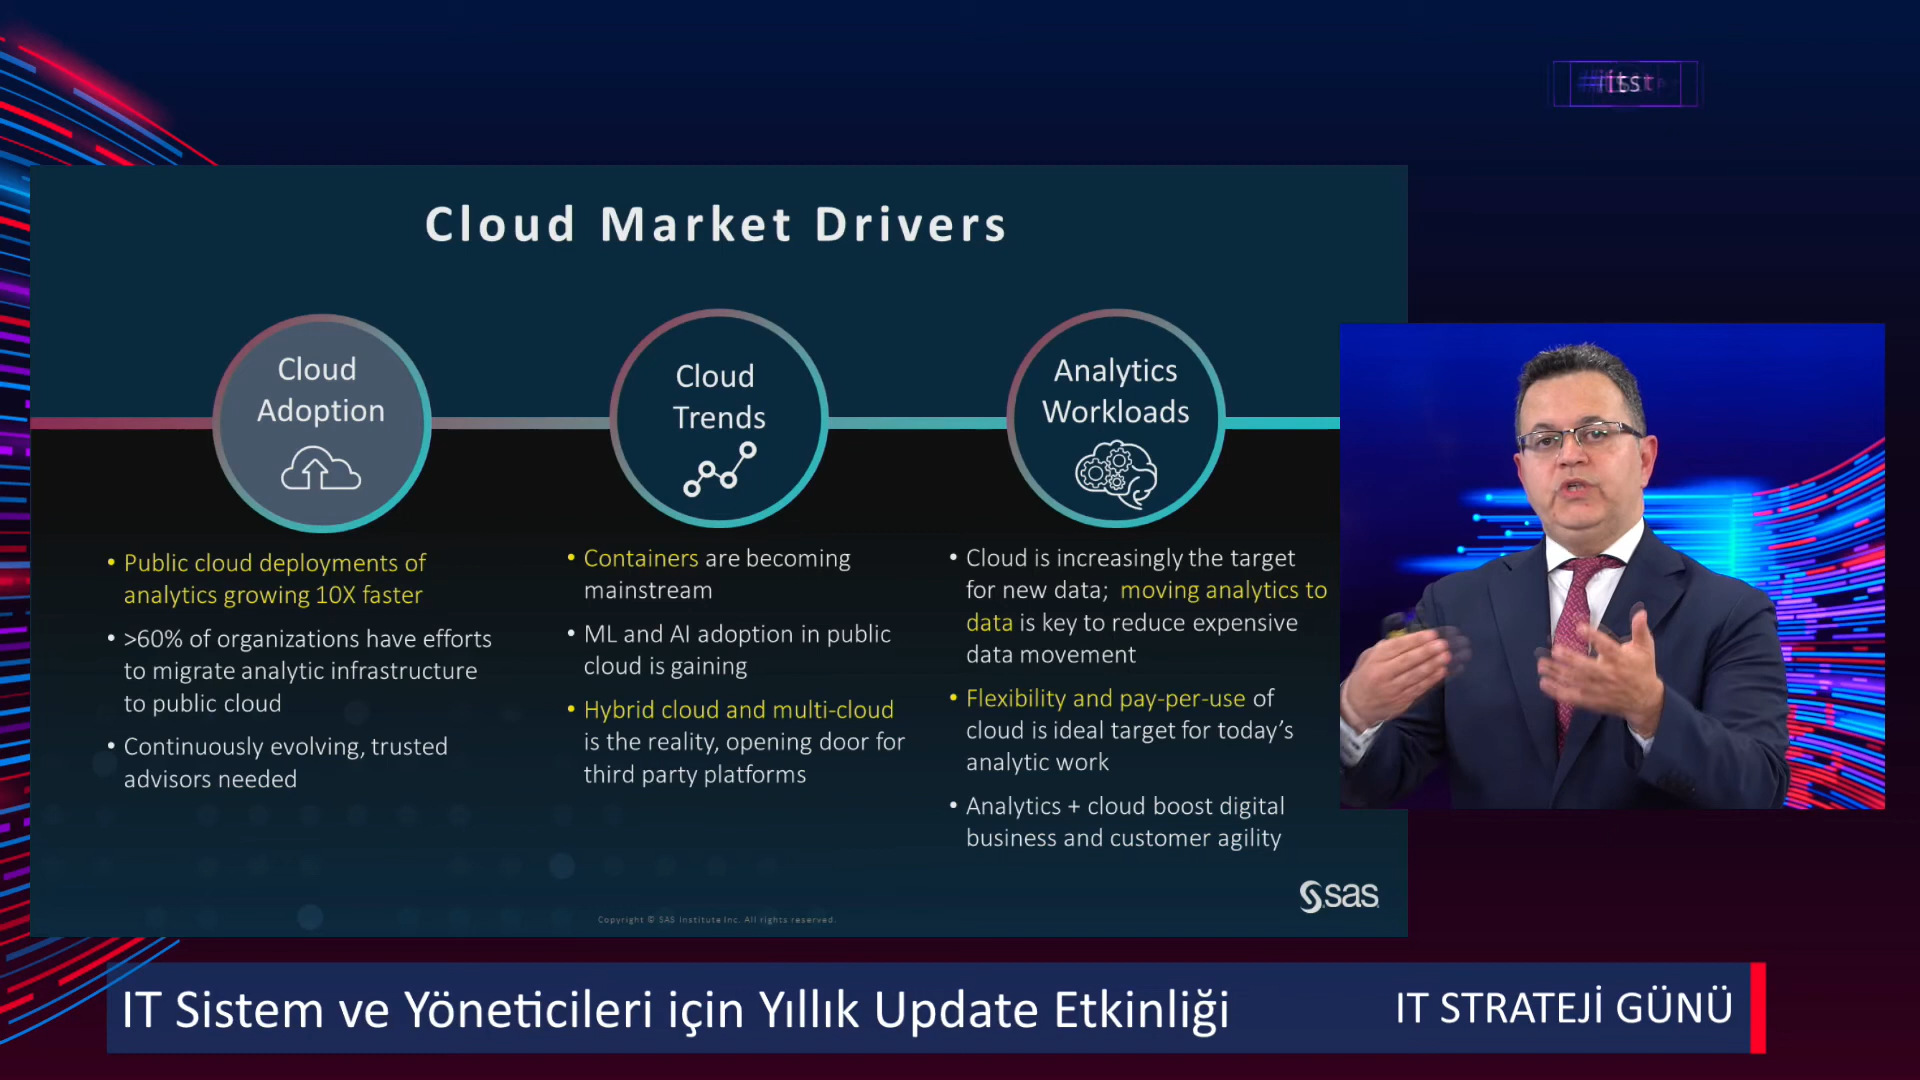 Cloud Market Drivers
Cloud
Adoption
Cloud
Trends
Analytics
Workloads
• Public cloud deployments of
analytics growing 10X faster
• >60% of organizations have efforts
to migrate analytic infrastructure
to public cloud
• Continuously evolving, trusted
advisors needed
• Containers are becoming
mainstream
• ML and AI adoption in public
cloud is gaining
• Hybrid cloud and multi-cloud
is the reality, opening door for
third party platforms
• Cloud is increasingly the target
for new data; moving analytics to
data is key to reduce expensive
data movement
• Flexibility and pay-per-use of
cloud is ideal target for today's
analytic work
• Analytics + cloud boost digital
business and customer agility
sas
Copyright © SAS Institute Inc. All rights reserved.
IT Sistem ve Yöneticileri için Yıllık Update Etkinliği
IT STRATEJİ GÜNÜ